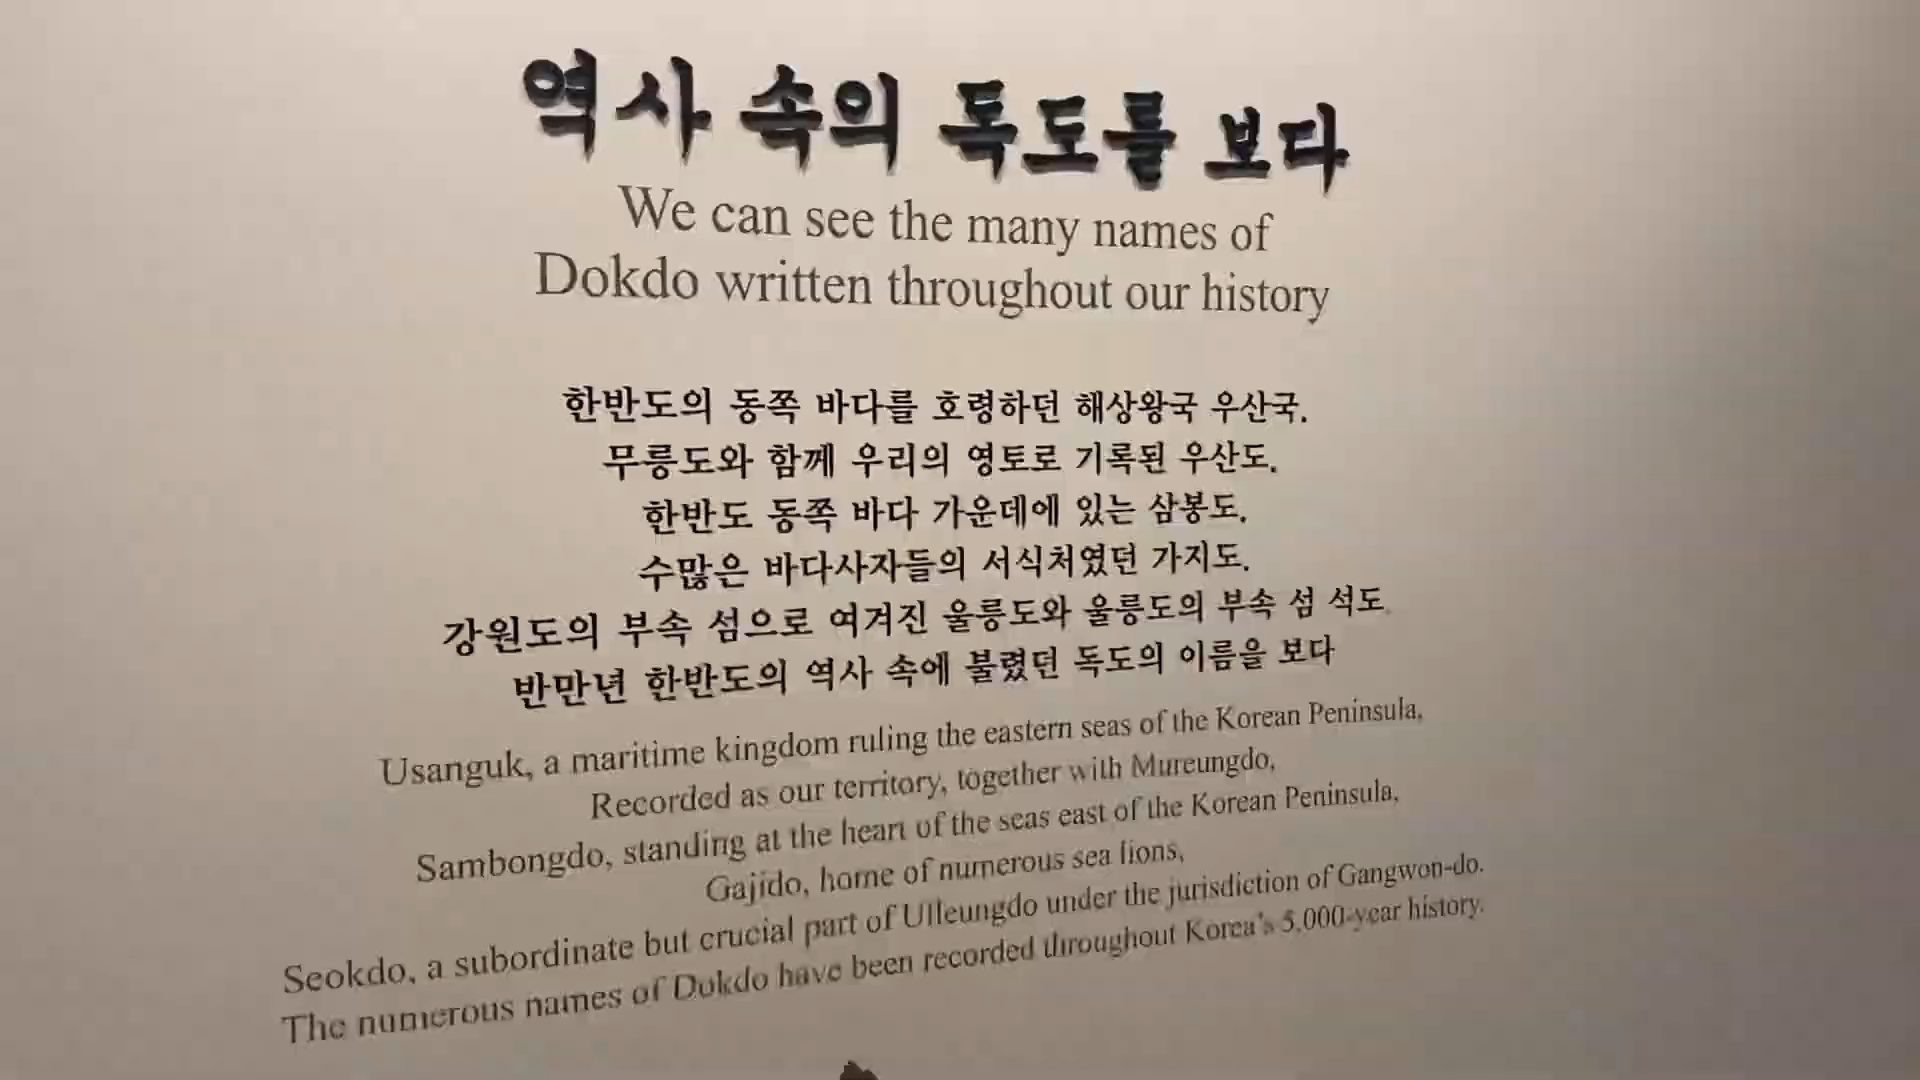 역사 속의 독도를 보다
We can see the many names of
Dokdo written throughout our history
한반도의 동쪽 바다를 호령하던 해상왕국 우산국.
무릉도와 함께 우리의 영토로 기록된 우산도.
한반도 동쪽 바다 가운데에 있는 삼봉도.
수많은 바다사자들의 서식처였던 가지도.
강원도의 부속 섬으로 여겨진 울릉도와 울릉도의 부속 섬 석도
반만년 한반도의 역사 속에 불렸던 독도의 이름을 보다
Usanguk, a maritime kingdom ruling the eastern seas of the Korean Peninsula,
Recorded as our territory, together with Mureungdo,
Sambongdo, standing at the heart of the seas east of the Korean Peninsula,
Gajido, home of numerous sea lions,
Seokdo, a subordinate but crucial part of Ulleungdo under the jurisdiction of Gangwon-do.
The numerous names of Dokdo have been recorded throughout Korea's 5,000-year history.